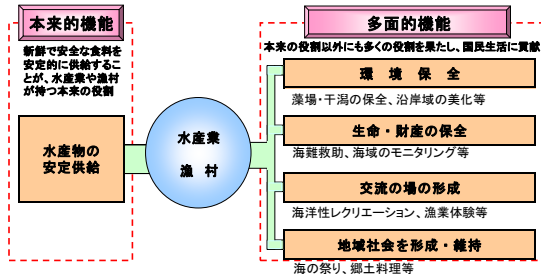 本来的機能
新鮮で安全な食料を
安定的に供給するこ
とが、水産業や漁村
が持つ本来の役割
水産物の
安定供給
水産業
漁　村
多面的機能
本来の役割以外にも多くの役割を果たし、国民生活に貢献
環　境　保　全
藻場・干潟の保全、沿岸域の美化等
生命・財産の保全
海難救助、海域のモニタリング等
交流の場の形成
海洋性レクリエーション、漁業体験等
地域社会を形成・維持
海の祭り、郷土料理等